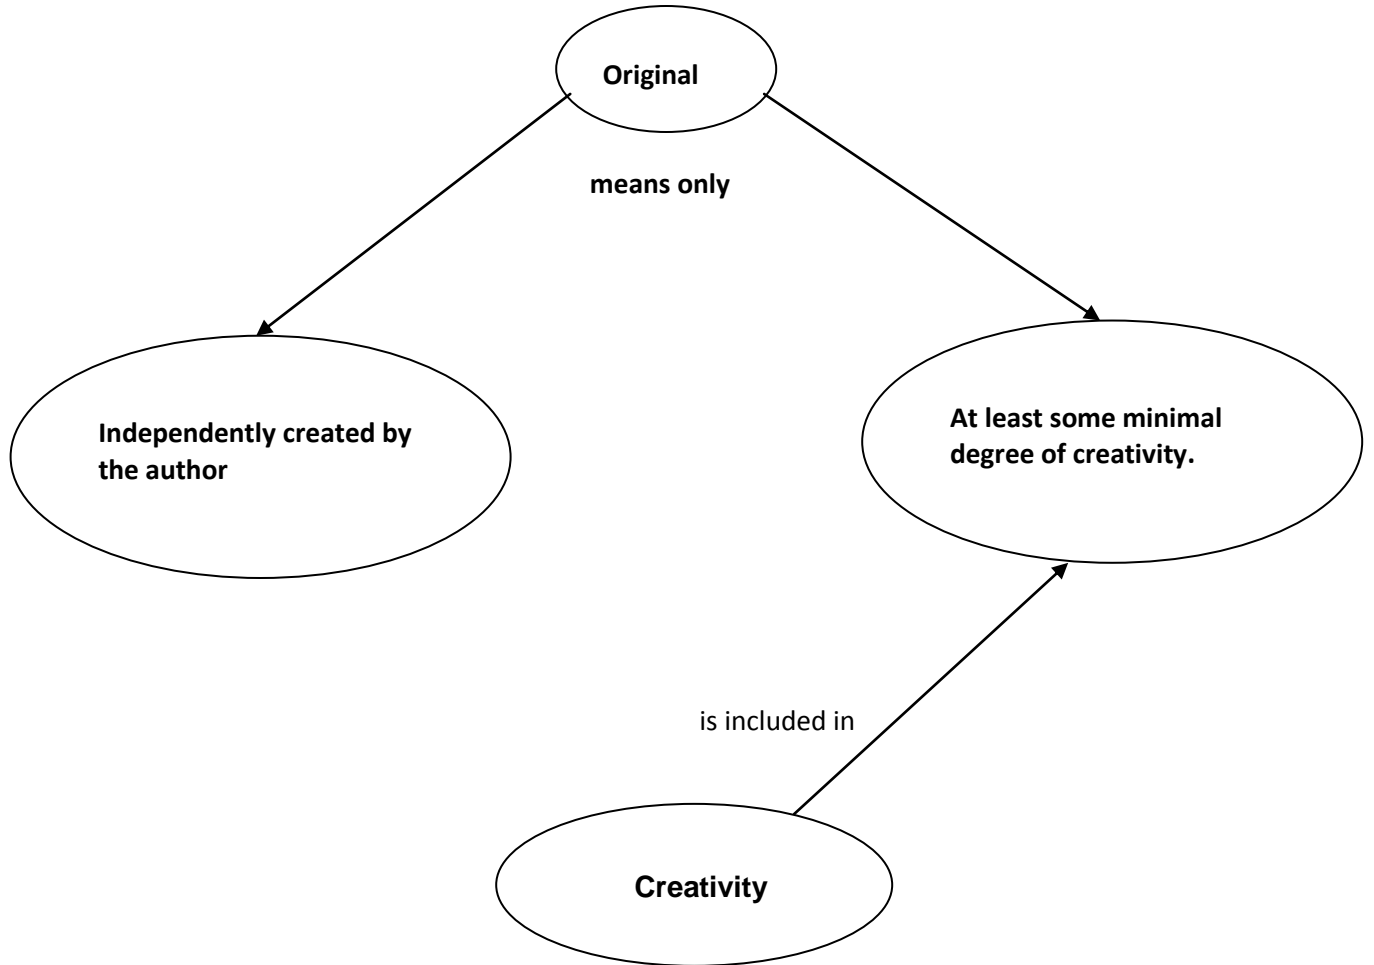 Original
means only
Independently created by
the author
At least some minimal
degree of creativity.
is included in
Creativity